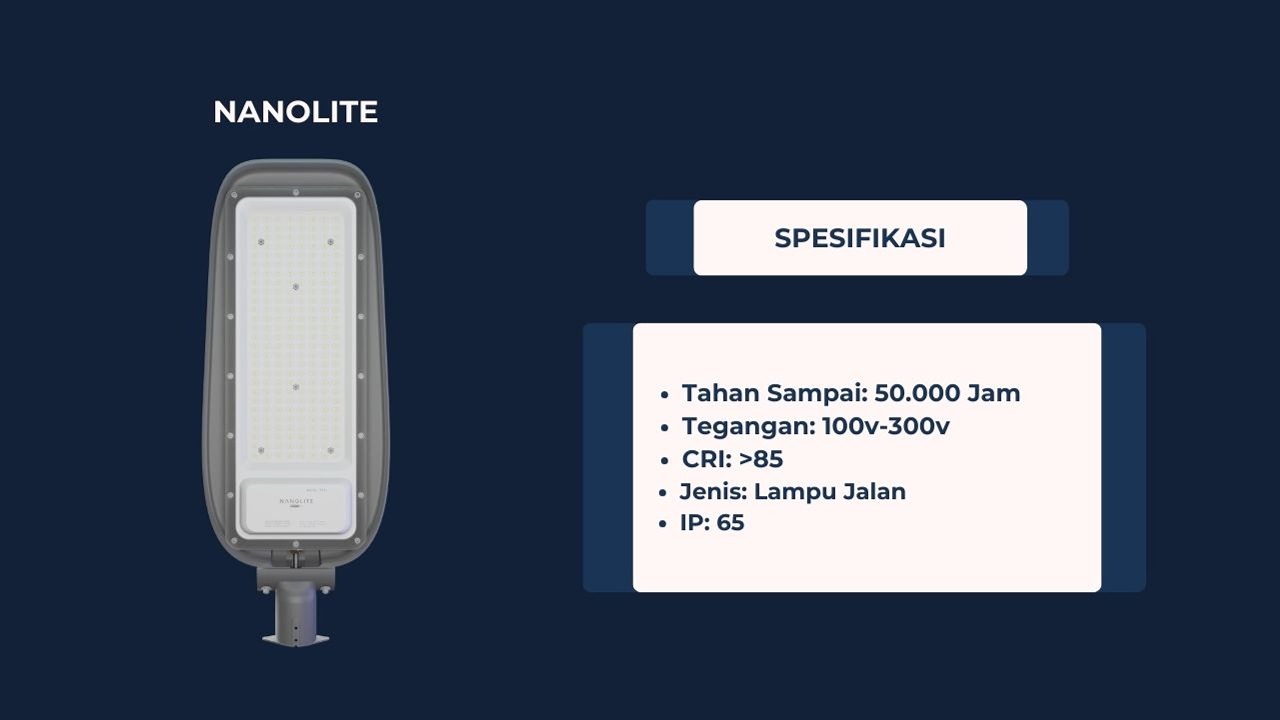 NANOLITE
SPESIFIKASI
• Tahan Sampai: 50.000 Jam
• Tegangan: 100v-300v
• CRI: >85
• Jenis: Lampu Jalan
• IP: 65
NANOLITE